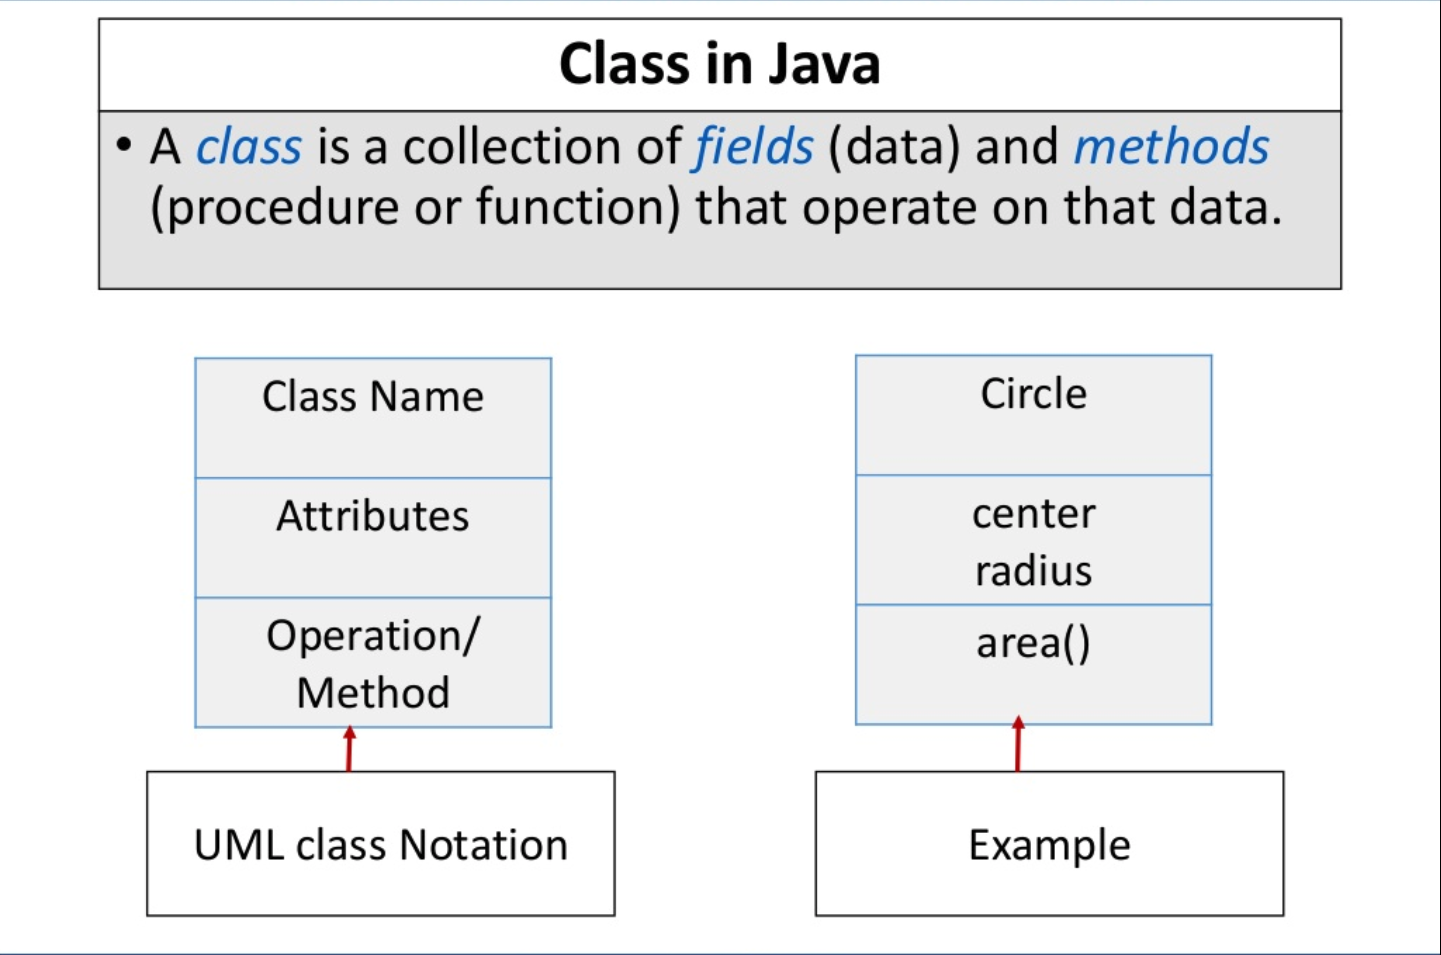 Class in Java
• A class is a collection of fields (data) and methods
(procedure or function) that operate on that data.
Class Name
Attributes
Operation/
Method
UML class Notation
Circle
center
radius
area()
Example